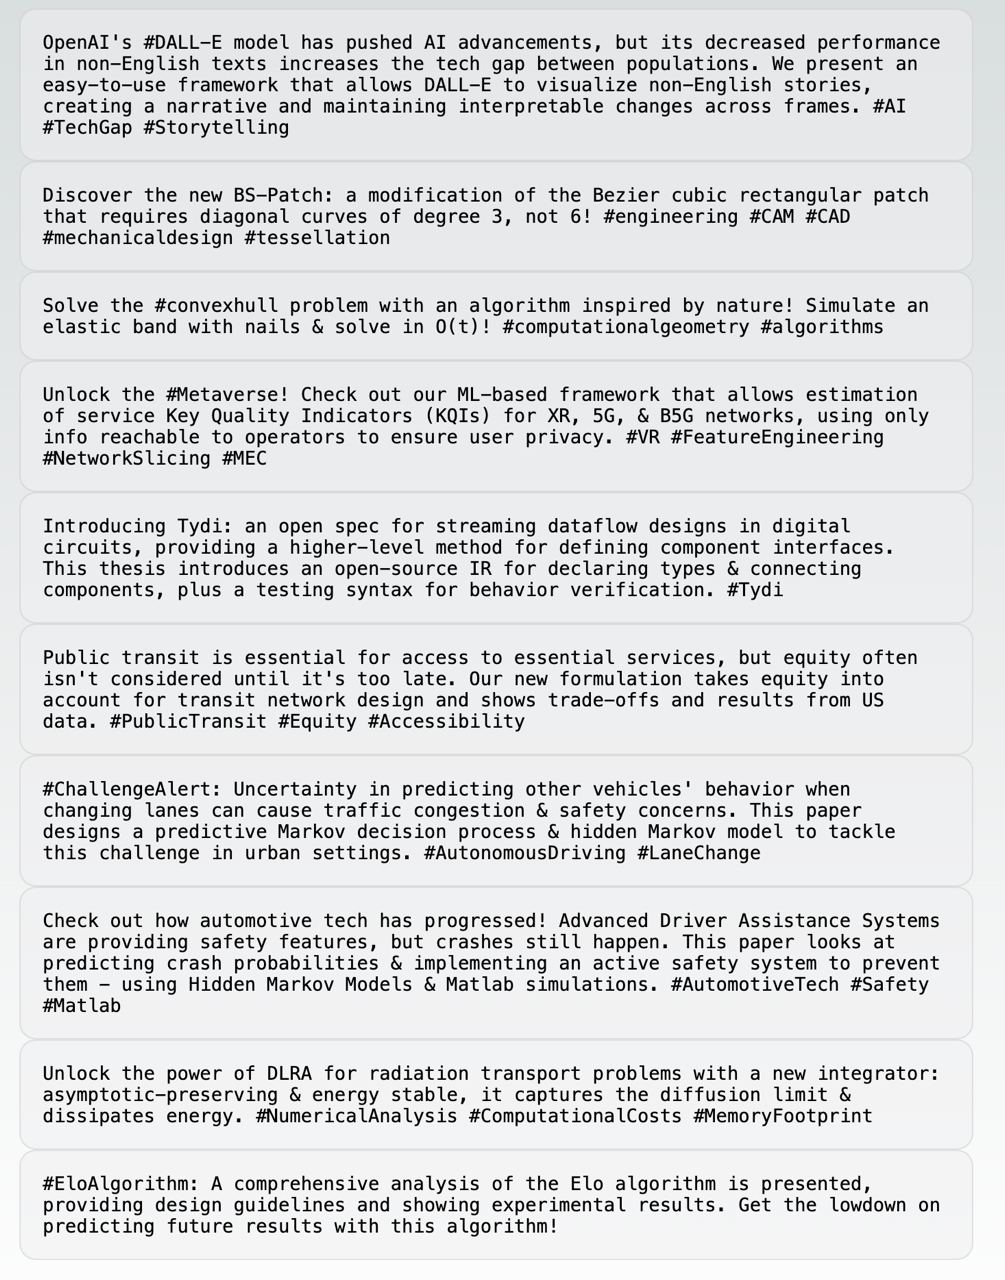 OpenAI's #DALL-E model has pushed AI advancements, but its decreased performance
in non-English texts increases the tech gap between populations. We present an
easy-to-use framework that allows DALL-E to visualize non-English stories,
creating a narrative and maintaining interpretable changes across frames. #AI
#TechGap #Storytelling
Discover the new BS-Patch: a modification of the Bezier cubic rectangular patch
that requires diagonal curves of degree 3, not 6! #engineering #CAM #CAD
#mechanicaldesign #tessellation
Solve the #convexhull problem with an algorithm inspired by nature! Simulate an
elastic band with nails & solve in O(t)! #computationalgeometry #algorithms
Unlock the #Metaverse! Check out our ML-based framework that allows estimation
of service Key Quality Indicators (KQIs) for XR, 5G, & B5G networks, using only
info reachable to operators to ensure user privacy. #VR #FeatureEngineering
#NetworkSlicing #MEC
Introducing Tydi: an open spec for streaming dataflow designs in digital
circuits, providing a higher-level method for defining component interfaces.
This thesis introduces an open-source IR for declaring types & connecting
components, plus a testing syntax for behavior verification. #Tydi
Public transit is essential for access to essential services, but equity often
isn't considered until it's too late. Our new formulation takes equity into
account for transit network design and shows trade-offs and results from US
data. #PublicTransit #Equity #Accessibility
#ChallengeAlert: Uncertainty in predicting other vehicles' behavior when
changing lanes can cause traffic congestion & safety concerns. This paper
designs a predictive Markov decision process & hidden Markov model to tackle
this challenge in urban settings. #AutonomousDriving #LaneChange
Check out how automotive tech has progressed! Advanced Driver Assistance Systems
are providing safety features, but crashes still happen. This paper looks at
predicting crash probabilities & implementing an active safety system to prevent
them – using Hidden Markov Models & Matlab simulations. #AutomotiveTech #Safety
#Matlab
Unlock the power of DLRA for radiation transport problems with a new integrator:
asymptotic-preserving & energy stable, it captures the diffusion limit &
dissipates energy. #NumericalAnalysis #ComputationalCosts #MemoryFootprint
#EloAlgorithm: A comprehensive analysis of the Elo algorithm is presented,
providing design guidelines and showing experimental results. Get the lowdown on
predicting future results with this algorithm!